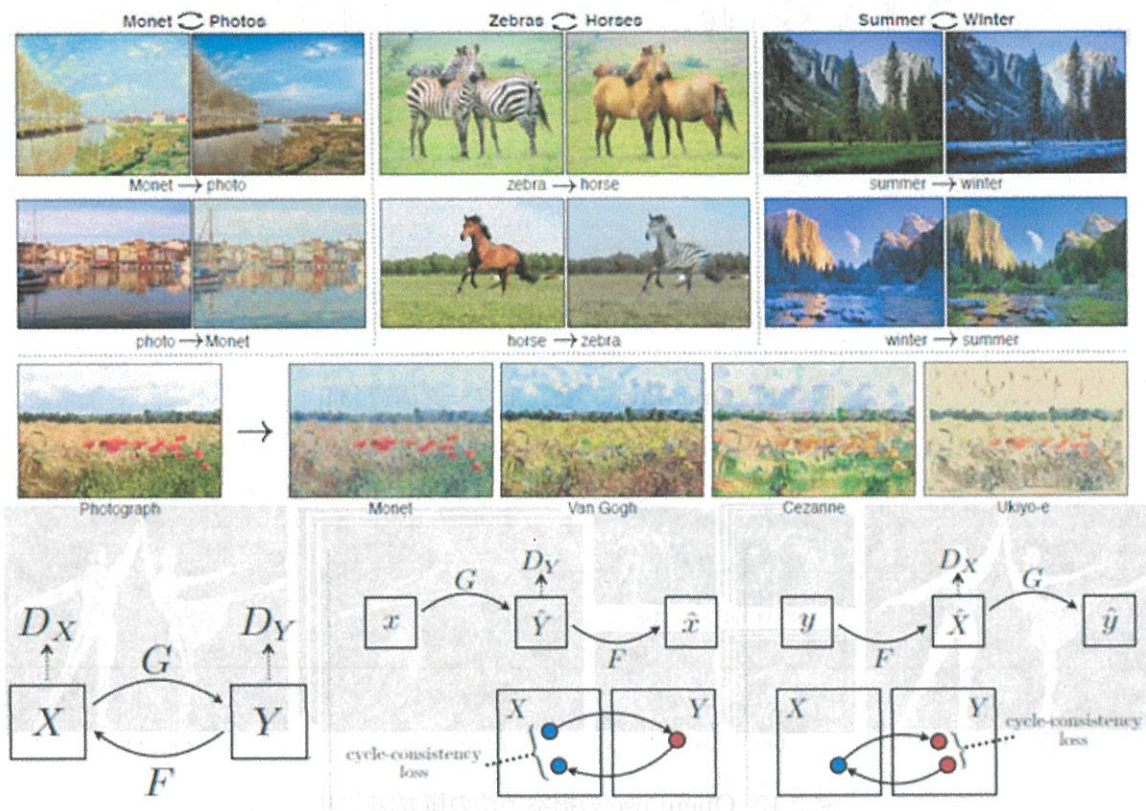 Monet Photos
Zebras Horses
Summer Winter
Monet → photo
zebra → horse
summer → winter
photo → Monet
horse → zebra
winter → summer
→
Photograph
Monet
Van Gogh
Cezanne
Ukiyo-e
D_X
D_Y
G
X
Y
F
D_Y
G
x
Ŷ
x̂
F
X
Y
cycle-consistency
loss
D_X
G
y
X̂
ŷ
F
X
Y
cycle-consistency
loss